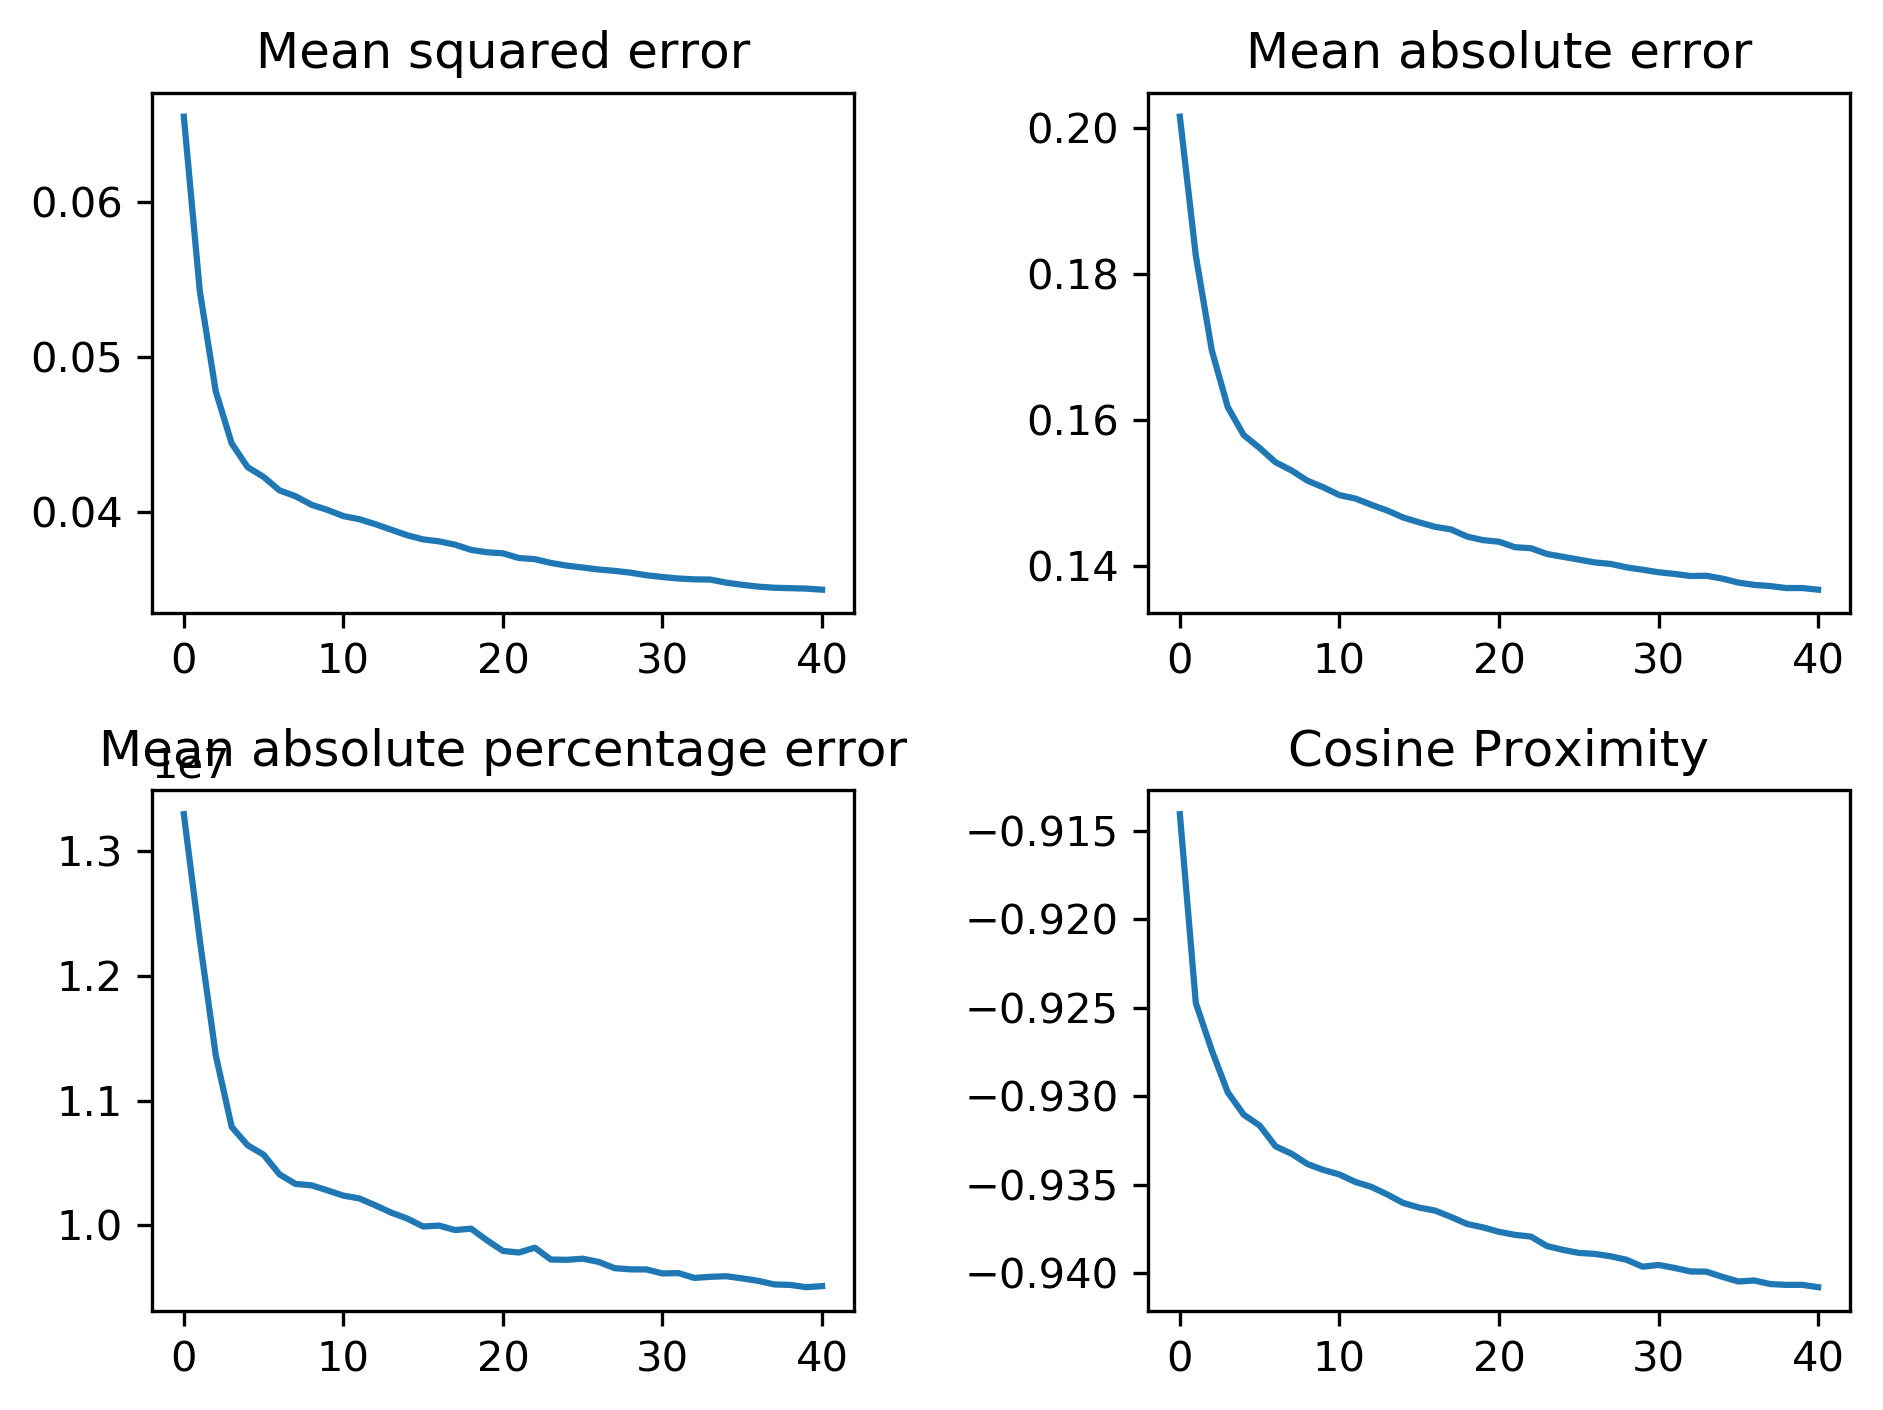 Mean squared error
0.06
0.05
0.04
0 10 20 30 40
Mean absolute error
0.20
0.18
0.16
0.14
0 10 20 30 40
Mean absolute percentage error
1e7
1.3
1.2
1.1
1.0
0 10 20 30 40
Cosine Proximity
−0.915
−0.920
−0.925
−0.930
−0.935
−0.940
0 10 20 30 40